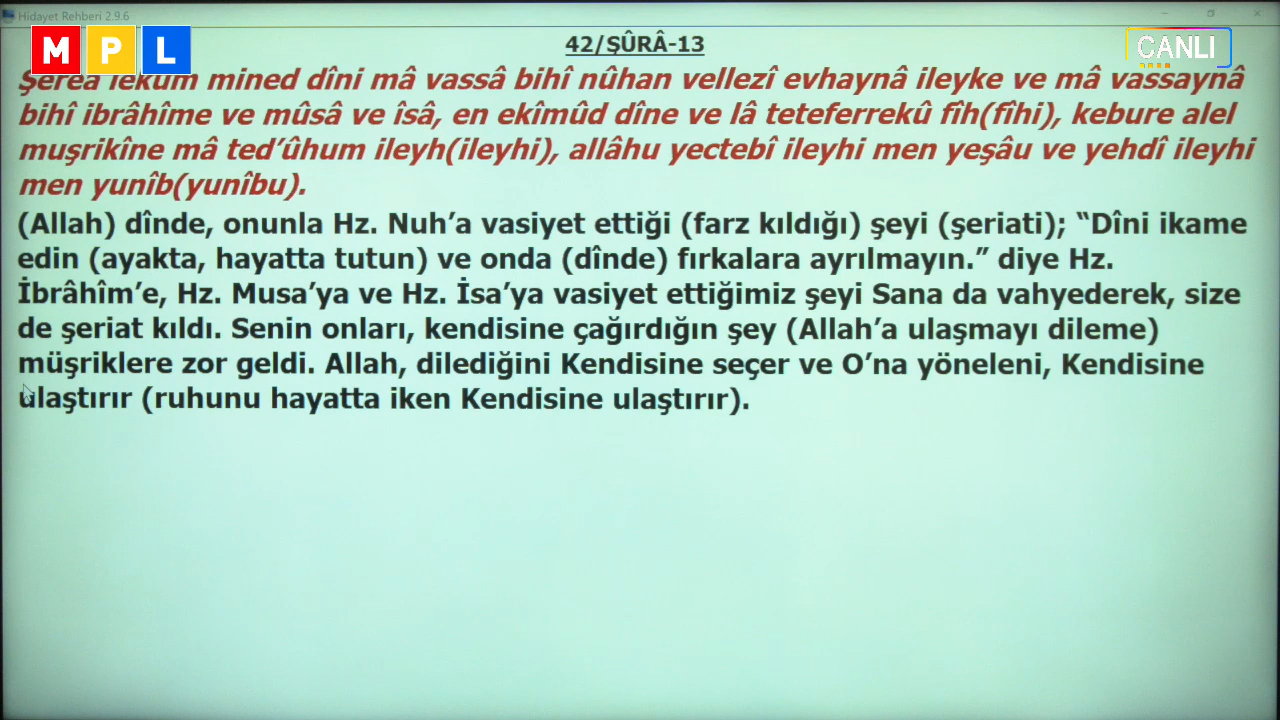 Hidayet Rehberi 2.9.6
MPL
CANLI
42/ŞÛRÂ-13
Şerea lekum mined dîni mâ vassâ bihî nûhan vellezî evhaynâ ileyke ve mâ vassaynâ
bihî ibrâhîme ve mûsâ ve îsâ, en ekîmûd dîne ve lâ teteferrekû fîh(fîhi), kebure alel
muşrikîne mâ ted’ûhum ileyh(ileyhi), allâhu yectebî ileyhi men yeşâu ve yehdî ileyhi
men yunîb(yunîbu).
(Allah) dînde, onunla Hz. Nuh’a vasiyet ettiği (farz kıldığı) şeyi (şeriati); “Dîni ikame
edin (ayakta, hayatta tutun) ve onda (dînde) fırkalara ayrılmayın.” diye Hz.
İbrâhîm’e, Hz. Musa’ya ve Hz. İsa’ya vasiyet ettiğimiz şeyi Sana da vahyederek, size
de şeriat kıldı. Senin onları, kendisine çağırdığın şey (Allah’a ulaşmayı dileme)
müşriklere zor geldi. Allah, dilediğini Kendisine seçer ve O’na yöneleni, Kendisine
ulaştırır (ruhunu hayatta iken Kendisine ulaştırır).